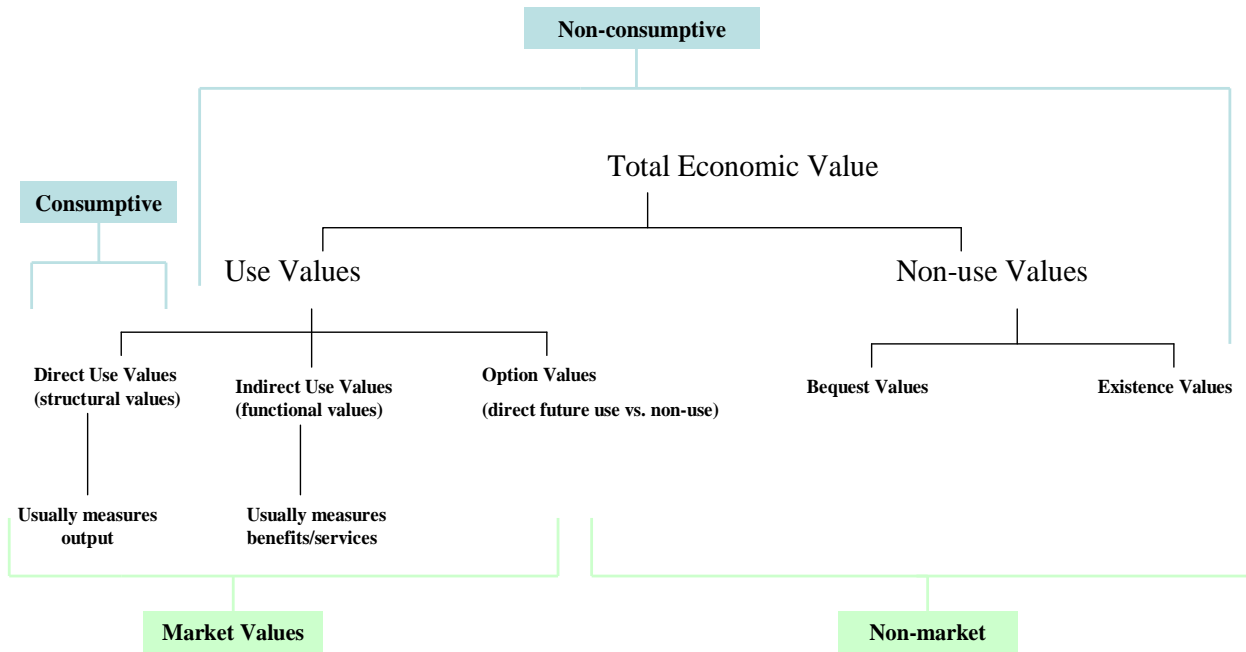 Non-consumptive
Total Economic Value
Consumptive
Use Values
Non-use Values
Direct Use Values
(structural values)
Indirect Use Values
(functional values)
Option Values
(direct future use vs. non-use)
Bequest Values
Existence Values
Usually measures
output
Usually measures
benefits/services
Market Values
Non-market